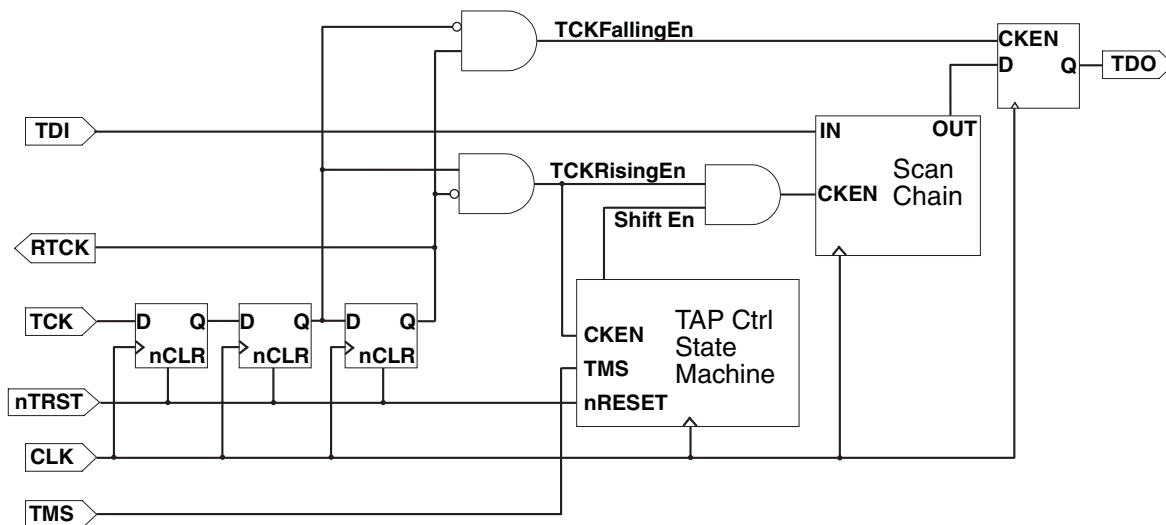 TCKFallingEn
CKEN
D Q
TDO
TDI
IN OUT
Scan
Chain
CKEN
TCKRisingEn
Shift En
RTCK
TCK
D Q
nCLR
D Q
nCLR
D Q
nCLR
TAP Ctrl
State
Machine
CKEN
TMS
nRESET
nTRST
CLK
TMS